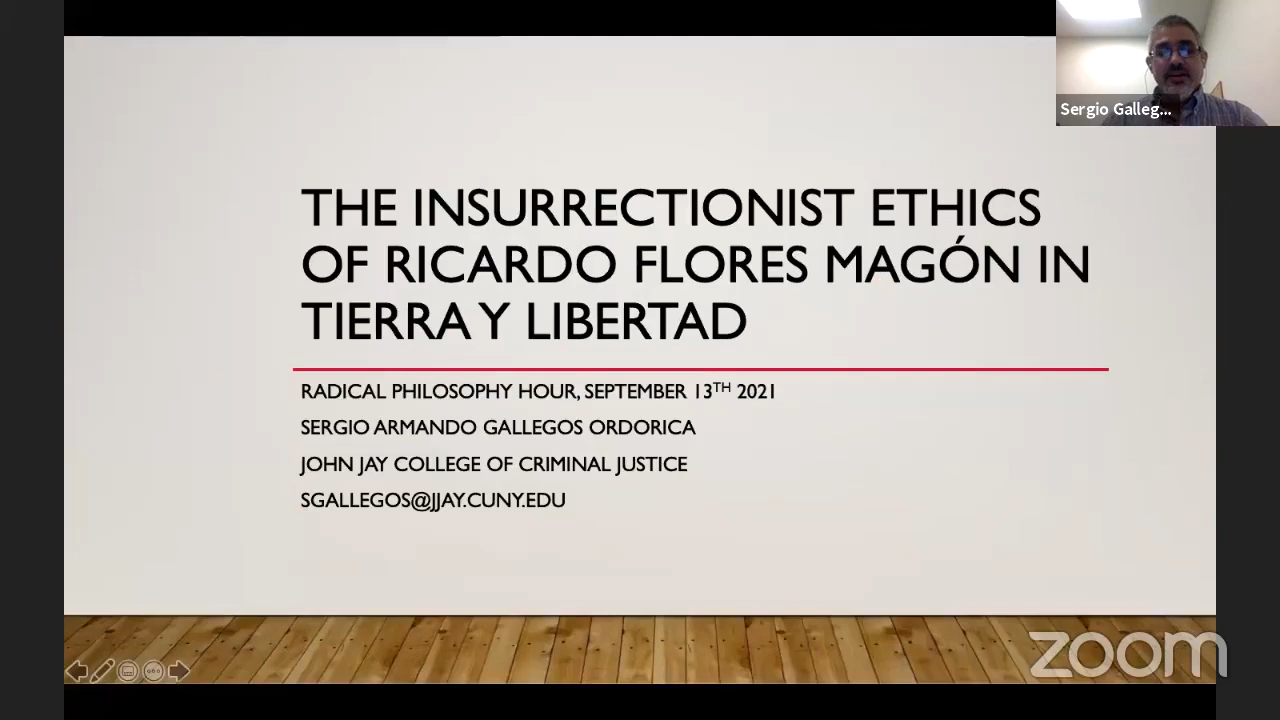 Sergio Galleg...
THE INSURRECTIONIST ETHICS
OF RICARDO FLORES MAGÓN IN
TIERRA Y LIBERTAD
RADICAL PHILOSOPHY HOUR, SEPTEMBER 13TH 2021
SERGIO ARMANDO GALLEGOS ORDORICA
JOHN JAY COLLEGE OF CRIMINAL JUSTICE
SGALLEGOS@JJAY.CUNY.EDU
zoom